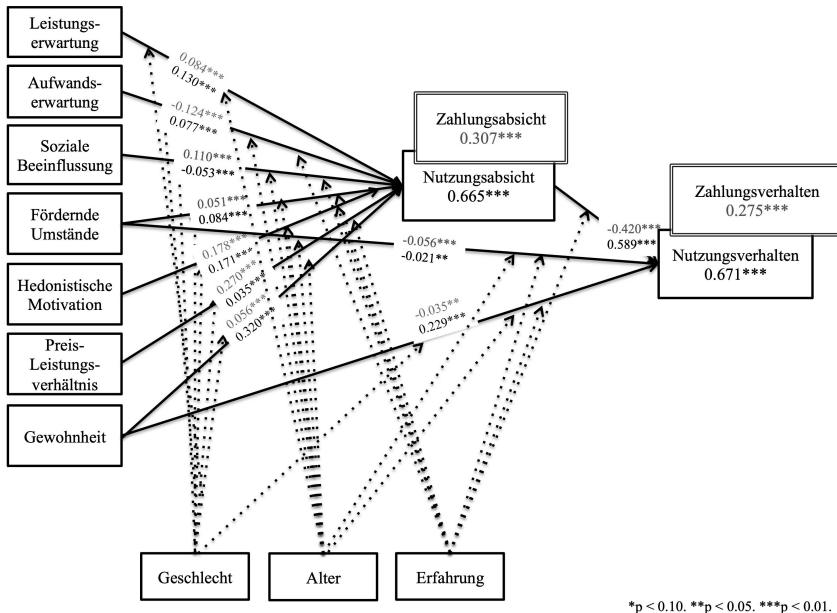 Leistungs-
erwartung
Aufwands-
erwartung
Soziale
Beeinflussung
Fördernde
Umstände
Hedonistische
Motivation
Preis-
Leistungs-
verhältnis
Gewohnheit
0.084***
0.130***
-0.124***
0.077***
0.110***
-0.053***
0.051***
0.084***
0.178***
0.171***
0.270***
0.035***
0.056***
0.320***
Zahlungsabsicht
0.307***
Nutzungsabsicht
0.665***
-0.056***
-0.021**
-0.035**
0.229***
-0.420***
0.589***
Zahlungsverhalten
0.275***
Nutzungsverhalten
0.671***
Geschlecht
Alter
Erfahrung
*p < 0.10. **p < 0.05. ***p < 0.01.